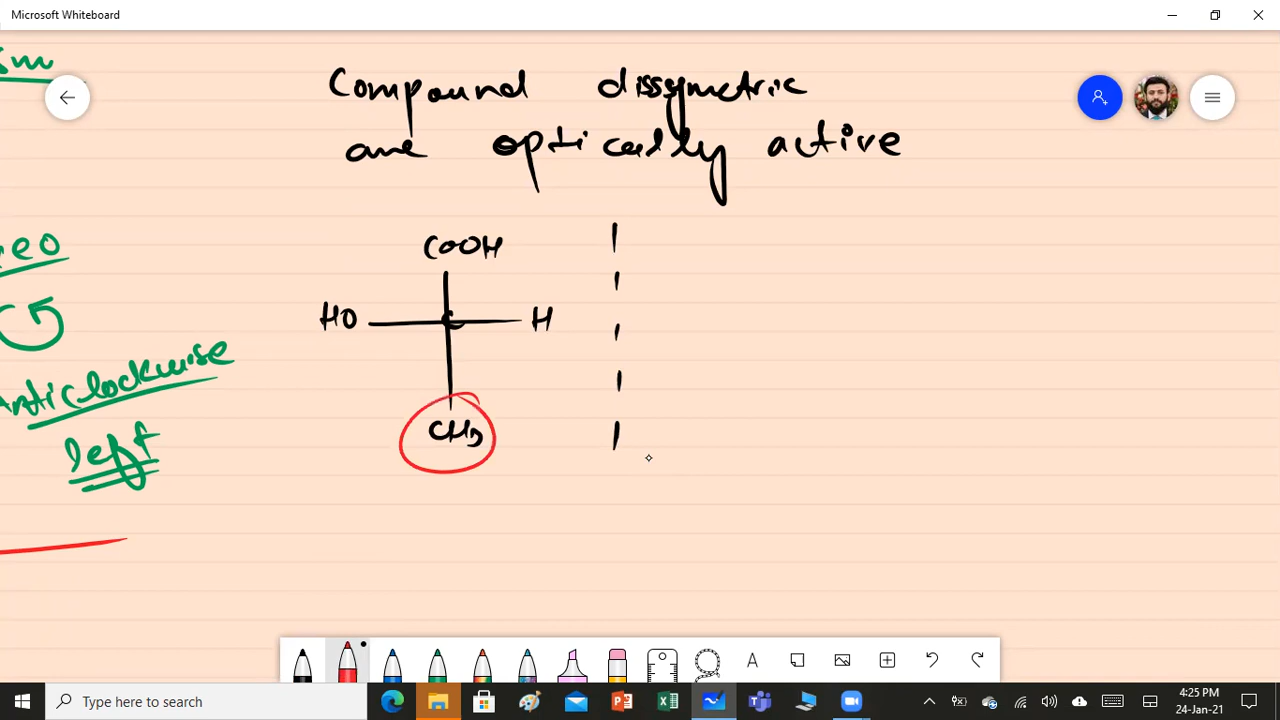 Microsoft Whiteboard
Compound dissymetric
are optically active
COOH
HO C H
CH3
Anticlockwise
left
A
Type here to search
4:25 PM
24-Jan-21